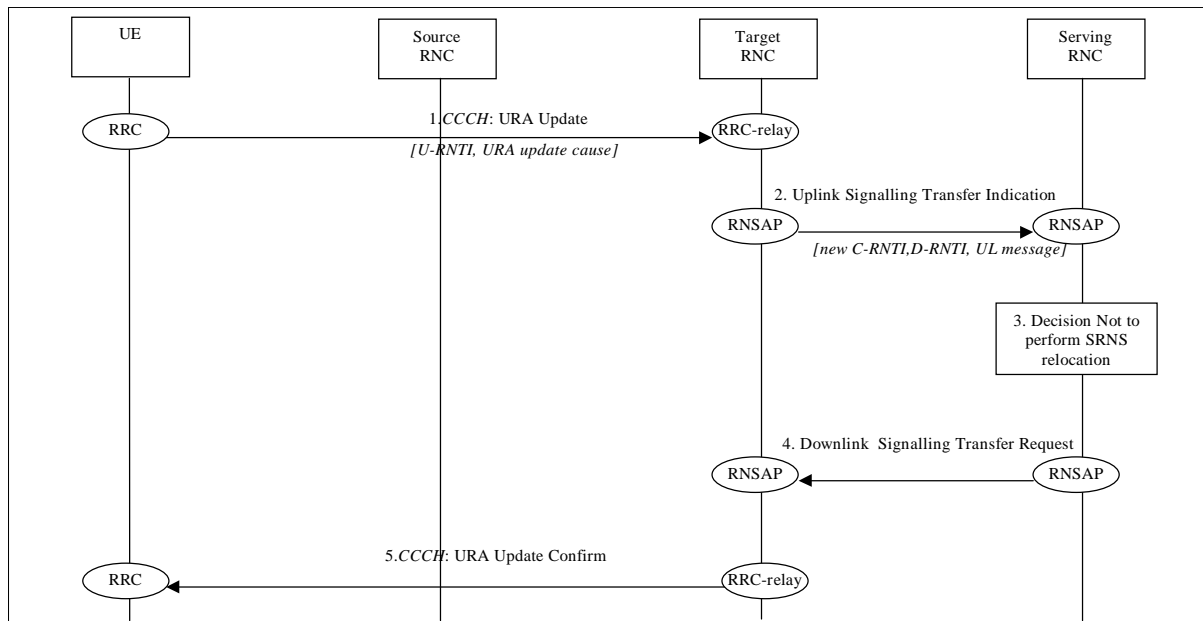 UE
Source
RNC
Target
RNC
Serving
RNC
1.CCCH: URA Update
RRC
RRC-relay
[U-RNTI, URA update cause]
2. Uplink Signalling Transfer Indication
RNSAP
RNSAP
[new C-RNTI,D-RNTI, UL message]
3. Decision Not to
perform SRNS
relocation
4. Downlink Signalling Transfer Request
RNSAP
RNSAP
5.CCCH: URA Update Confirm
RRC
RRC-relay